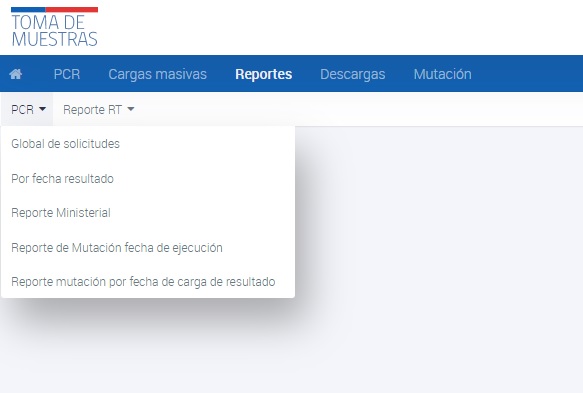 TOMA DE
MUESTRAS
PCR Cargas masivas Reportes Descargas Mutación
PCR Reporte RT
Global de solicitudes
Por fecha resultado
Reporte Ministerial
Reporte de Mutación fecha de ejecución
Reporte mutación por fecha de carga de resultado